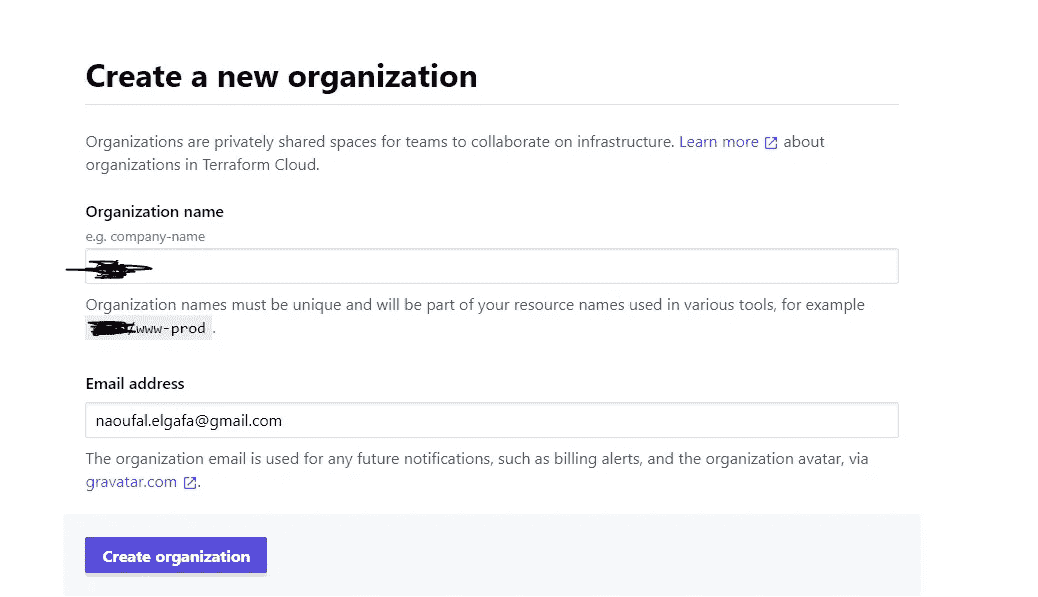 Create a new organization
Organizations are privately shared spaces for teams to collaborate on infrastructure. Learn more about
organizations in Terraform Cloud.
Organization name
e.g. company-name
Organization names must be unique and will be part of your resource names used in various tools, for example
/www-prod .
Email address
naoufal.elgafa@gmail.com
The organization email is used for any future notifications, such as billing alerts, and the organization avatar, via
gravatar.com .
Create organization